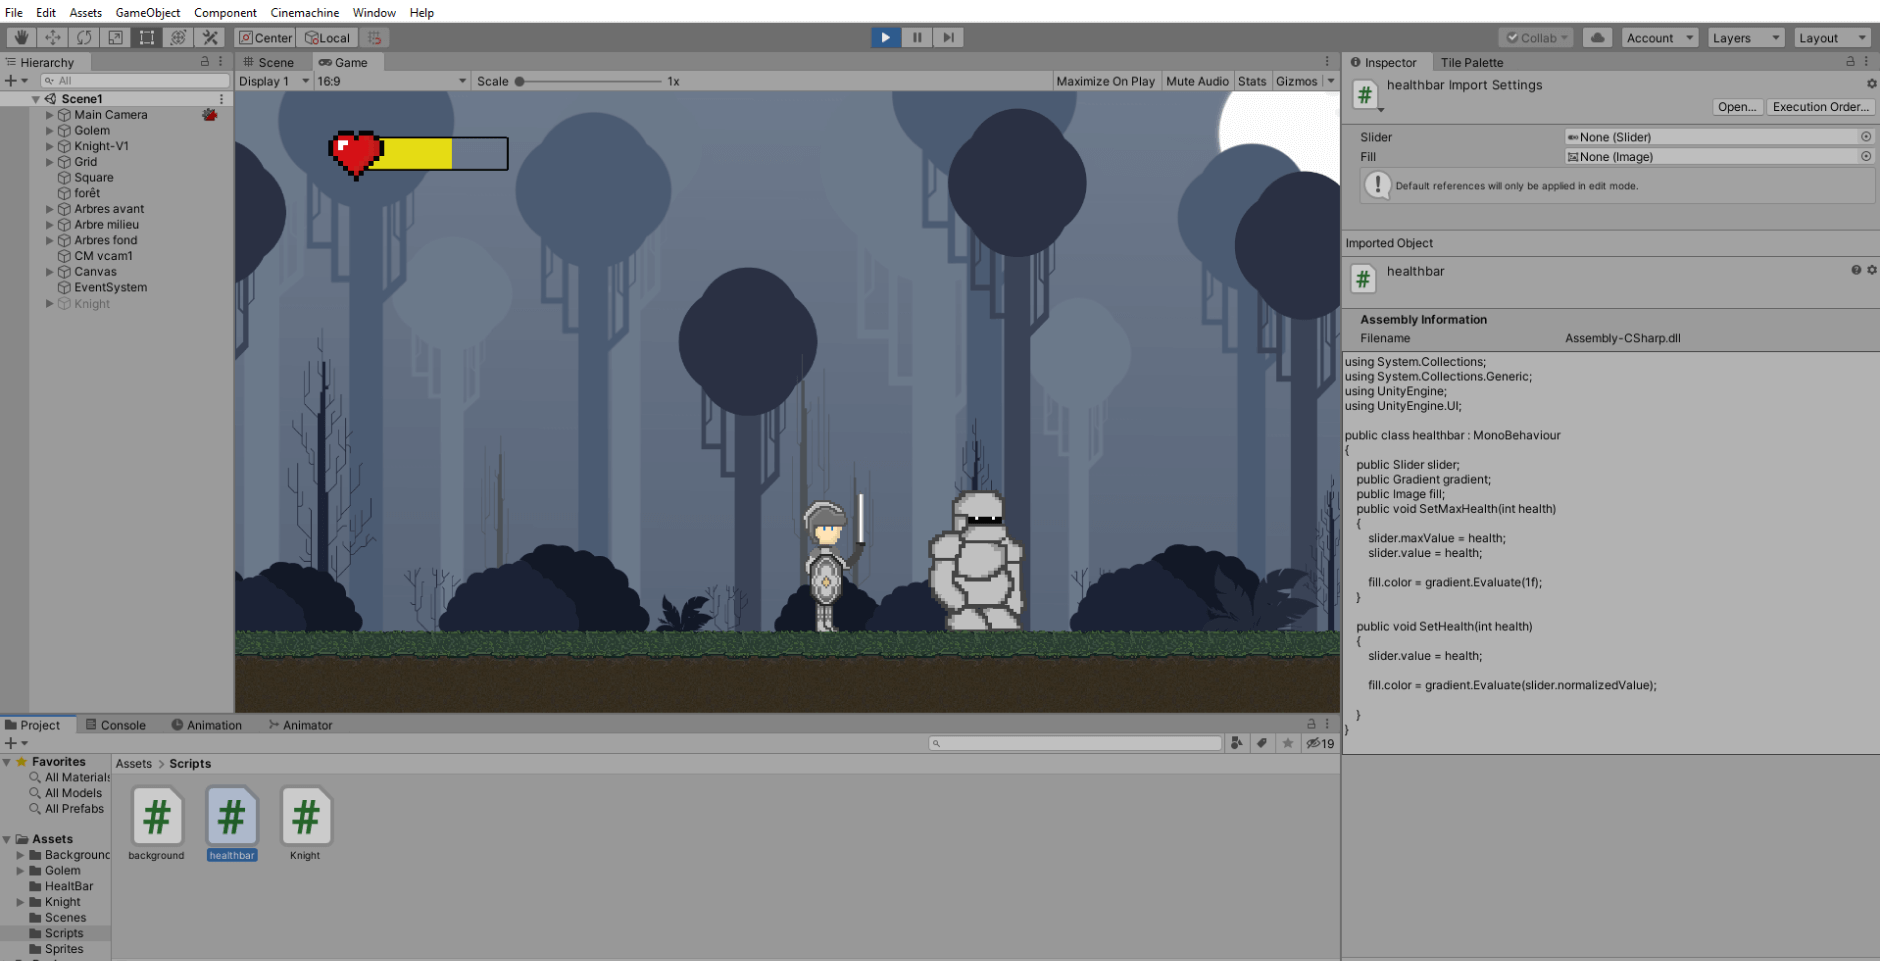 File Edit Assets GameObject Component Cinemachine Window Help
Center Local
Collab Account Layers Layout
Hierarchy
All
Scene1
Main Camera
Golem
Knight-V1
Grid
Square
forêt
Arbres avant
Arbre milieu
Arbres fond
CM vcam1
Canvas
EventSystem
Knight
Scene Game
Display 1 16:9 Scale 1x Maximize On Play Mute Audio Stats Gizmos
Inspector Tile Palette
healthbar Import Settings
Open... Execution Order...
Slider None (Slider)
Fill None (Image)
Default references will only be applied in edit mode.
Imported Object
healthbar
Assembly Information
Filename Assembly-CSharp.dll
using System.Collections;
using System.Collections.Generic;
using UnityEngine;
using UnityEngine.UI;
public class healthbar : MonoBehaviour
{
public Slider slider;
public Gradient gradient;
public Image fill;
public void SetMaxHealth(int health)
{
slider.maxValue = health;
slider.value = health;
fill.color = gradient.Evaluate(1f);
}
public void SetHealth(int health)
{
slider.value = health;
fill.color = gradient.Evaluate(slider.normalizedValue);
}
}
Project Console Animation Animator
19
Favorites
All Materials
All Models
All Prefabs
Assets
Background
Golem
HealtBar
Knight
Scenes
Scripts
Sprites
Assets > Scripts
# # #
background healthbar Knight